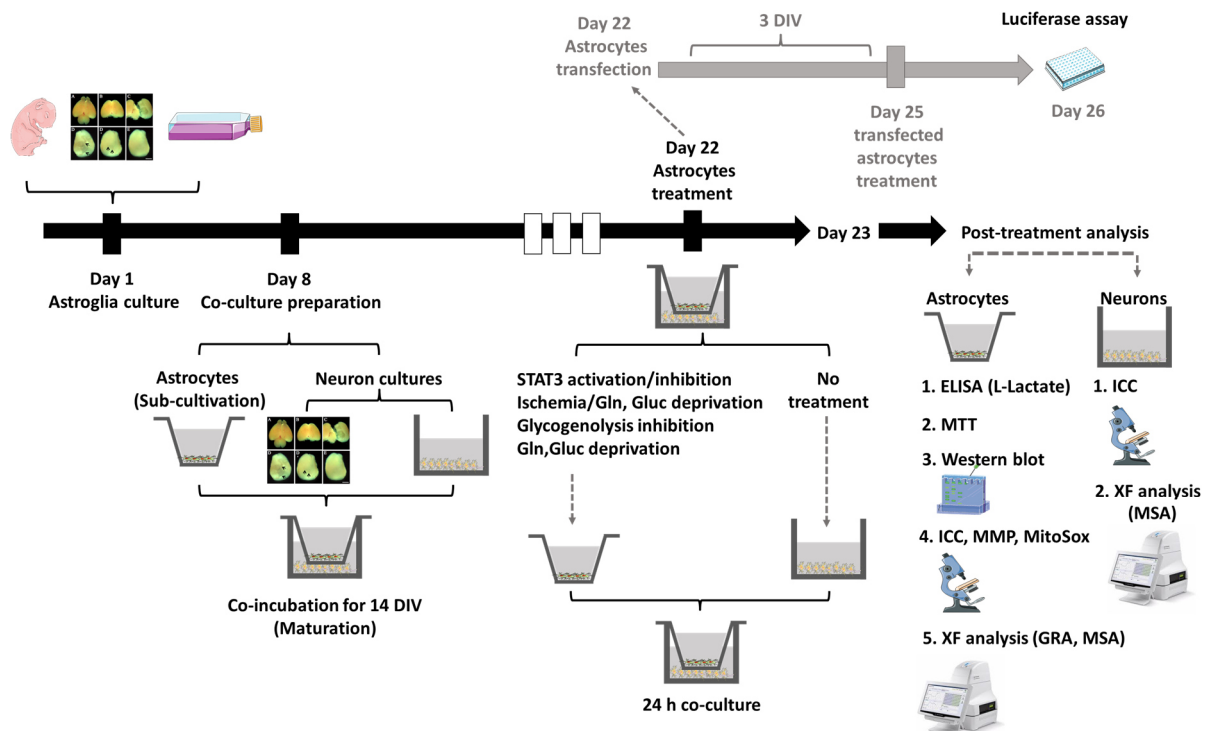 Day 22
Astrocytes
transfection
3 DIV
Luciferase assay
Day 25
transfected
astrocytes
treatment
Day 26
Day 22
Astrocytes
treatment
Day 1
Astroglia culture
Day 8
Co-culture preparation
Day 23
Post-treatment analysis
Astrocytes
(Sub-cultivation)
Neuron cultures
Co-incubation for 14 DIV
(Maturation)
STAT3 activation/inhibition
Ischemia/Gln, Gluc deprivation
Glycogenolysis inhibition
Gln,Gluc deprivation
No
treatment
24 h co-culture
Astrocytes
1. ELISA (L-Lactate)
2. MTT
3. Western blot
4. ICC, MMP, MitoSox
5. XF analysis (GRA, MSA)
Neurons
1. ICC
2. XF analysis
(MSA)